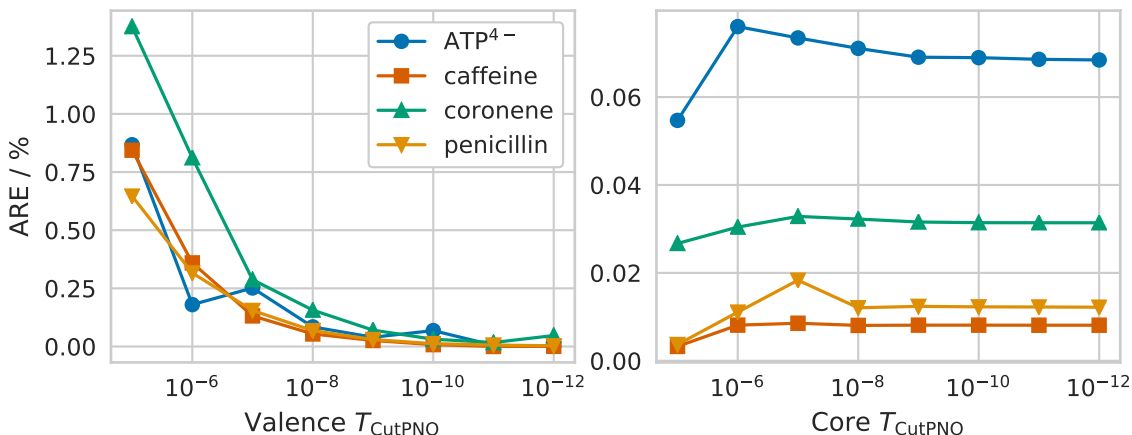 ARE / %
1.25
1.00
0.75
0.50
0.25
0.00
ATP⁴⁻
caffeine
coronene
penicillin
10⁻⁶ 10⁻⁸ 10⁻¹⁰ 10⁻¹²
Valence T_CutPNO
0.06
0.04
0.02
0.00
10⁻⁶ 10⁻⁸ 10⁻¹⁰ 10⁻¹²
Core T_CutPNO